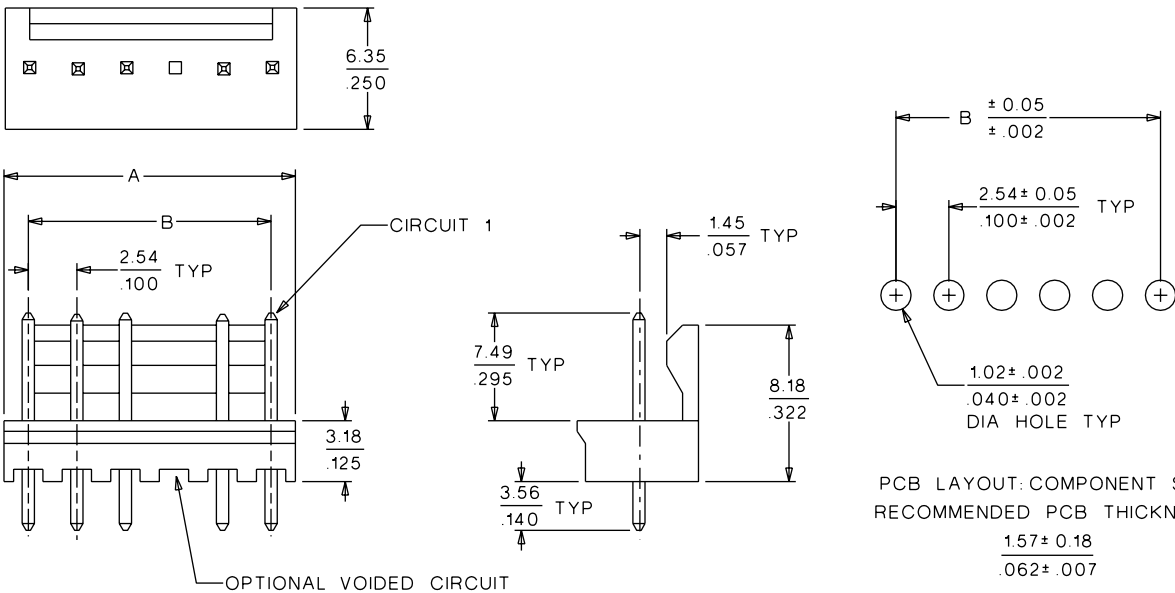 6.35
.250
A
B
2.54
.100
TYP
CIRCUIT 1
3.18
.125
OPTIONAL VOIDED CIRCUIT
1.45
.057
TYP
7.49
.295
TYP
8.18
.322
3.56
.140
TYP
B ± 0.05
± .002
2.54± 0.05
.100± .002
TYP
1.02± .002
.040± .002
DIA HOLE TYP
PCB LAYOUT: COMPONENT S
RECOMMENDED PCB THICKN
1.57± 0.18
.062± .007